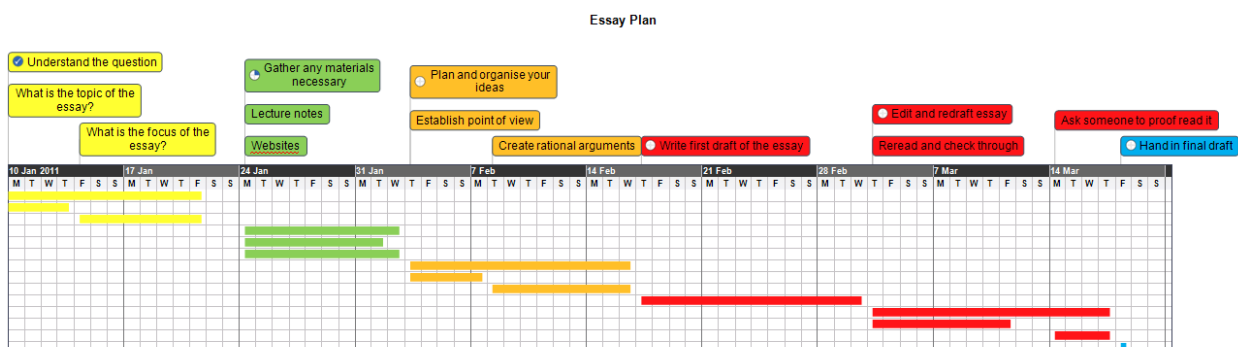 Essay Plan
Understand the question
What is the topic of the
essay?
What is the focus of the
essay?
Gather any materials
necessary
Lecture notes
Websites
Plan and organise your
ideas
Establish point of view
Create rational arguments
Write first draft of the essay
Edit and redraft essay
Reread and check through
Ask someone to proof read it
Hand in final draft
10 Jan 2011 17 Jan 24 Jan 31 Jan 7 Feb 14 Feb 21 Feb 28 Feb 7 Mar 14 Mar
M T W T F S S M T W T F S S M T W T F S S M T W T F S S M T W T F S S M T W T F S S M T W T F S S M T W T F S S M T W T F S S M T W T F S S